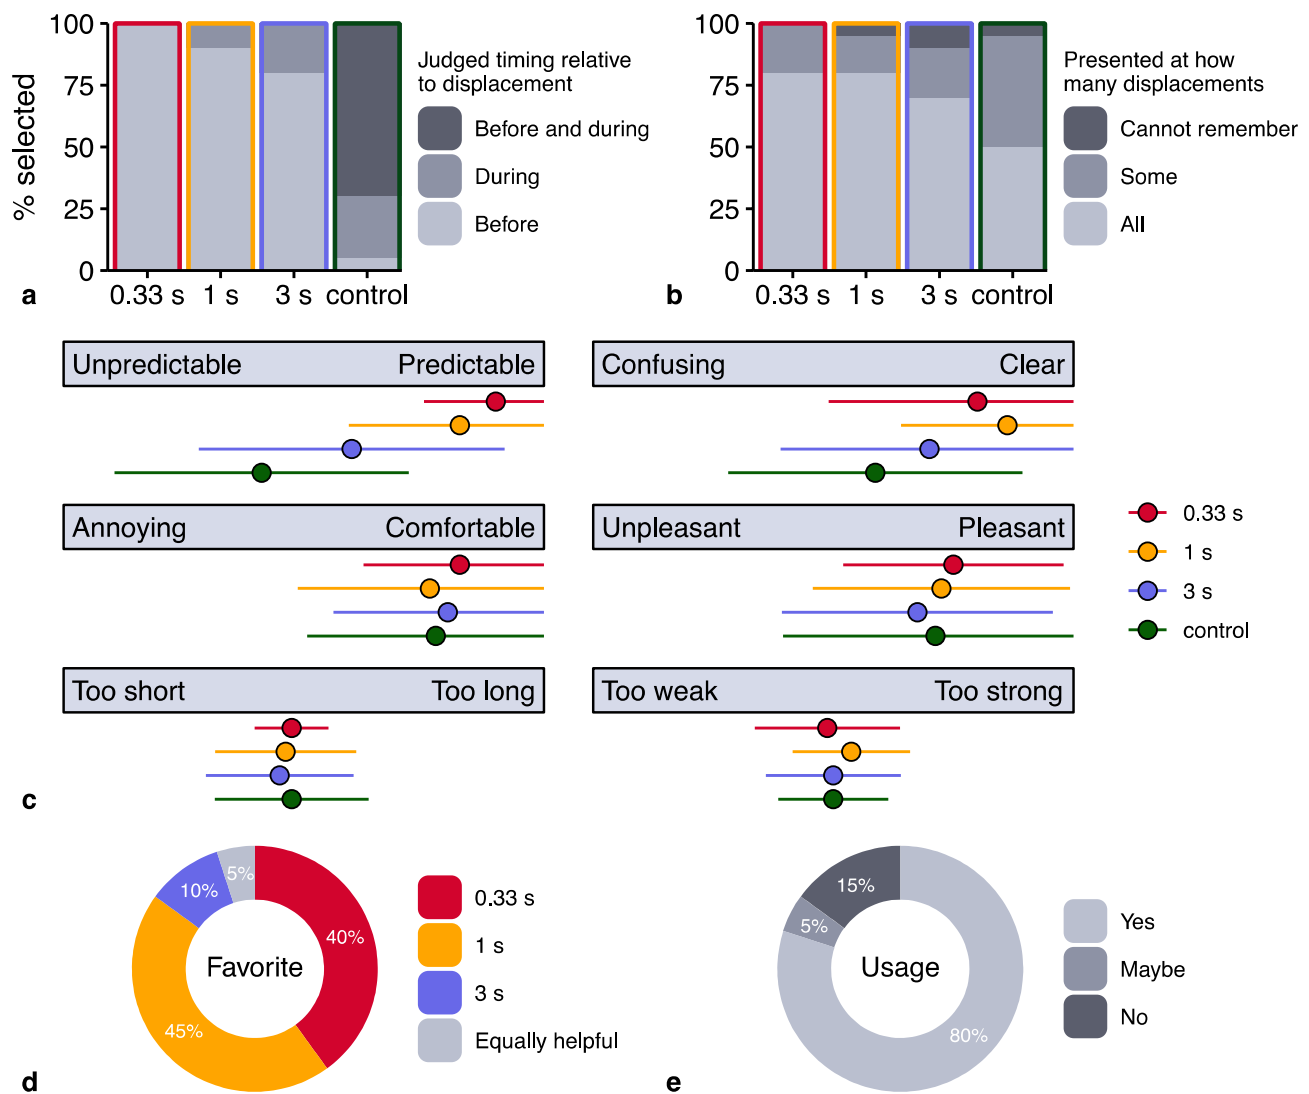 % selected
100
75
50
25
0
0.33 s 1 s 3 s control
Judged timing relative
to displacement
Before and during
During
Before
a
100
75
50
25
0
0.33 s 1 s 3 s control
Presented at how
many displacements
Cannot remember
Some
All
b
Unpredictable Predictable
Confusing Clear
Annoying Comfortable
Unpleasant Pleasant
Too short Too long
Too weak Too strong
0.33 s
1 s
3 s
control
c
Favorite
40%
45%
10%
5%
0.33 s
1 s
3 s
Equally helpful
d
Usage
80%
5%
15%
Yes
Maybe
No
e